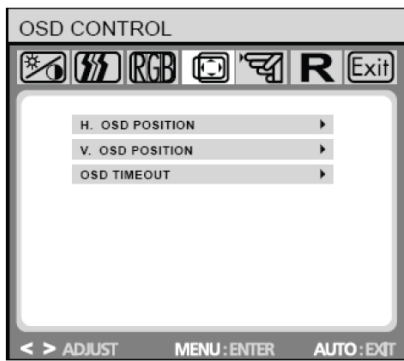 OSD CONTROL
RGB R Exit
H. OSD POSITION
V. OSD POSITION
OSD TIMEOUT
< > ADJUST MENU : ENTER AUTO : EXIT